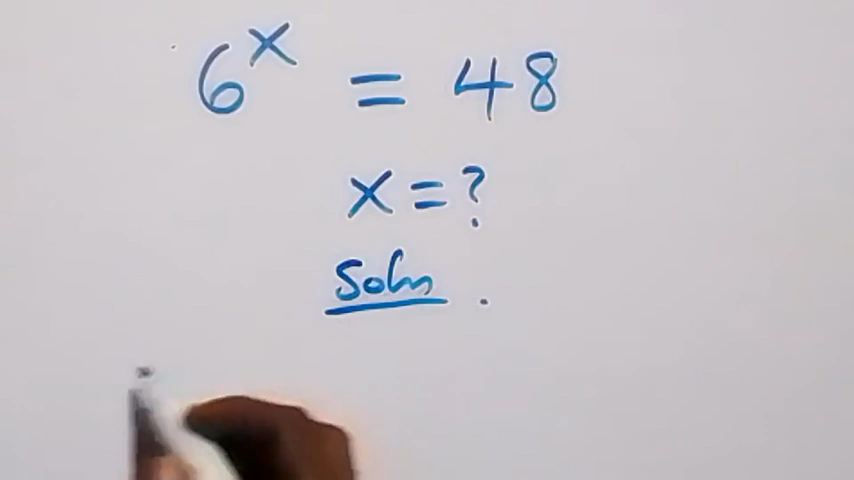 6^x = 48
x = ?
Soln .